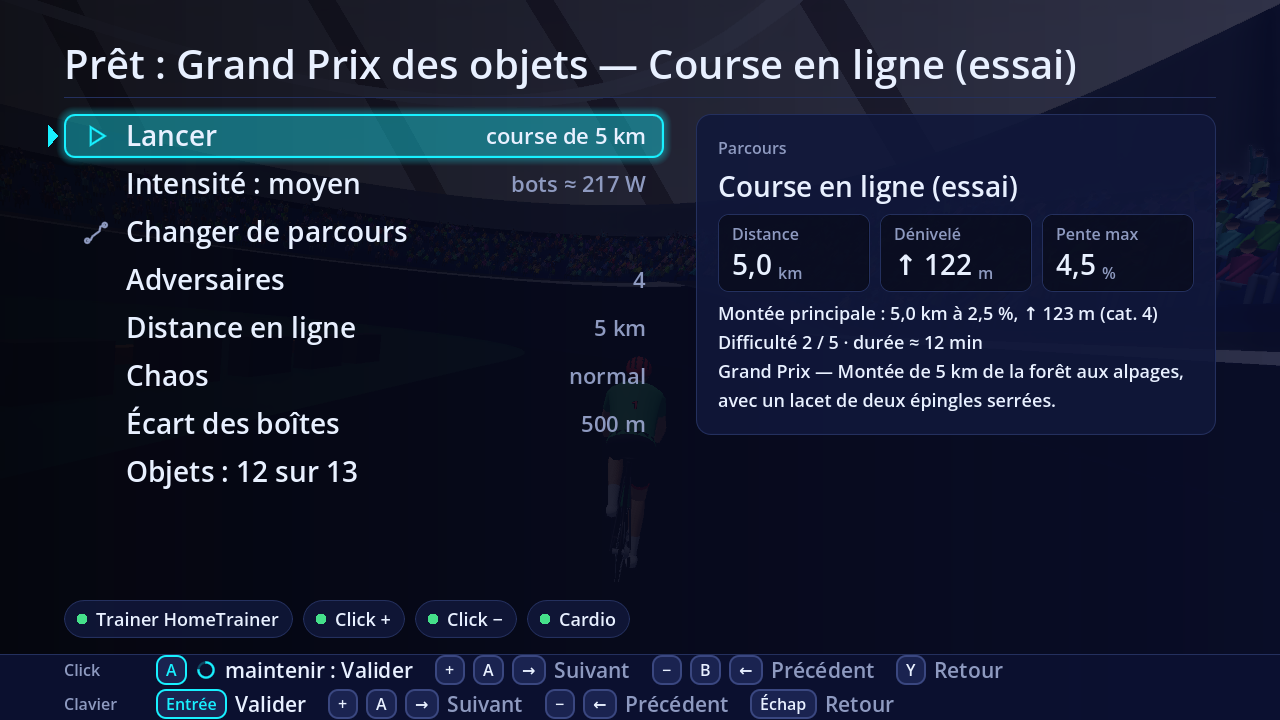 Prêt : Grand Prix des objets — Course en ligne (essai)
Lancer course de 5 km
Intensité : moyen bots ≈ 217 W
Changer de parcours
Adversaires 4
Distance en ligne 5 km
Chaos normal
Écart des boîtes 500 m
Objets : 12 sur 13
Parcours
Course en ligne (essai)
Distance Dénivelé Pente max
5,0 km ↑ 122 m 4,5 %
Montée principale : 5,0 km à 2,5 %, ↑ 123 m (cat. 4)
Difficulté 2 / 5 · durée ≈ 12 min
Grand Prix — Montée de 5 km de la forêt aux alpages,
avec un lacet de deux épingles serrées.
Trainer HomeTrainer Click + Click − Cardio
Click A maintenir : Valider + A → Suivant − B ← Précédent Y Retour
Clavier Entrée Valider + A → Suivant − ← Précédent Échap Retour